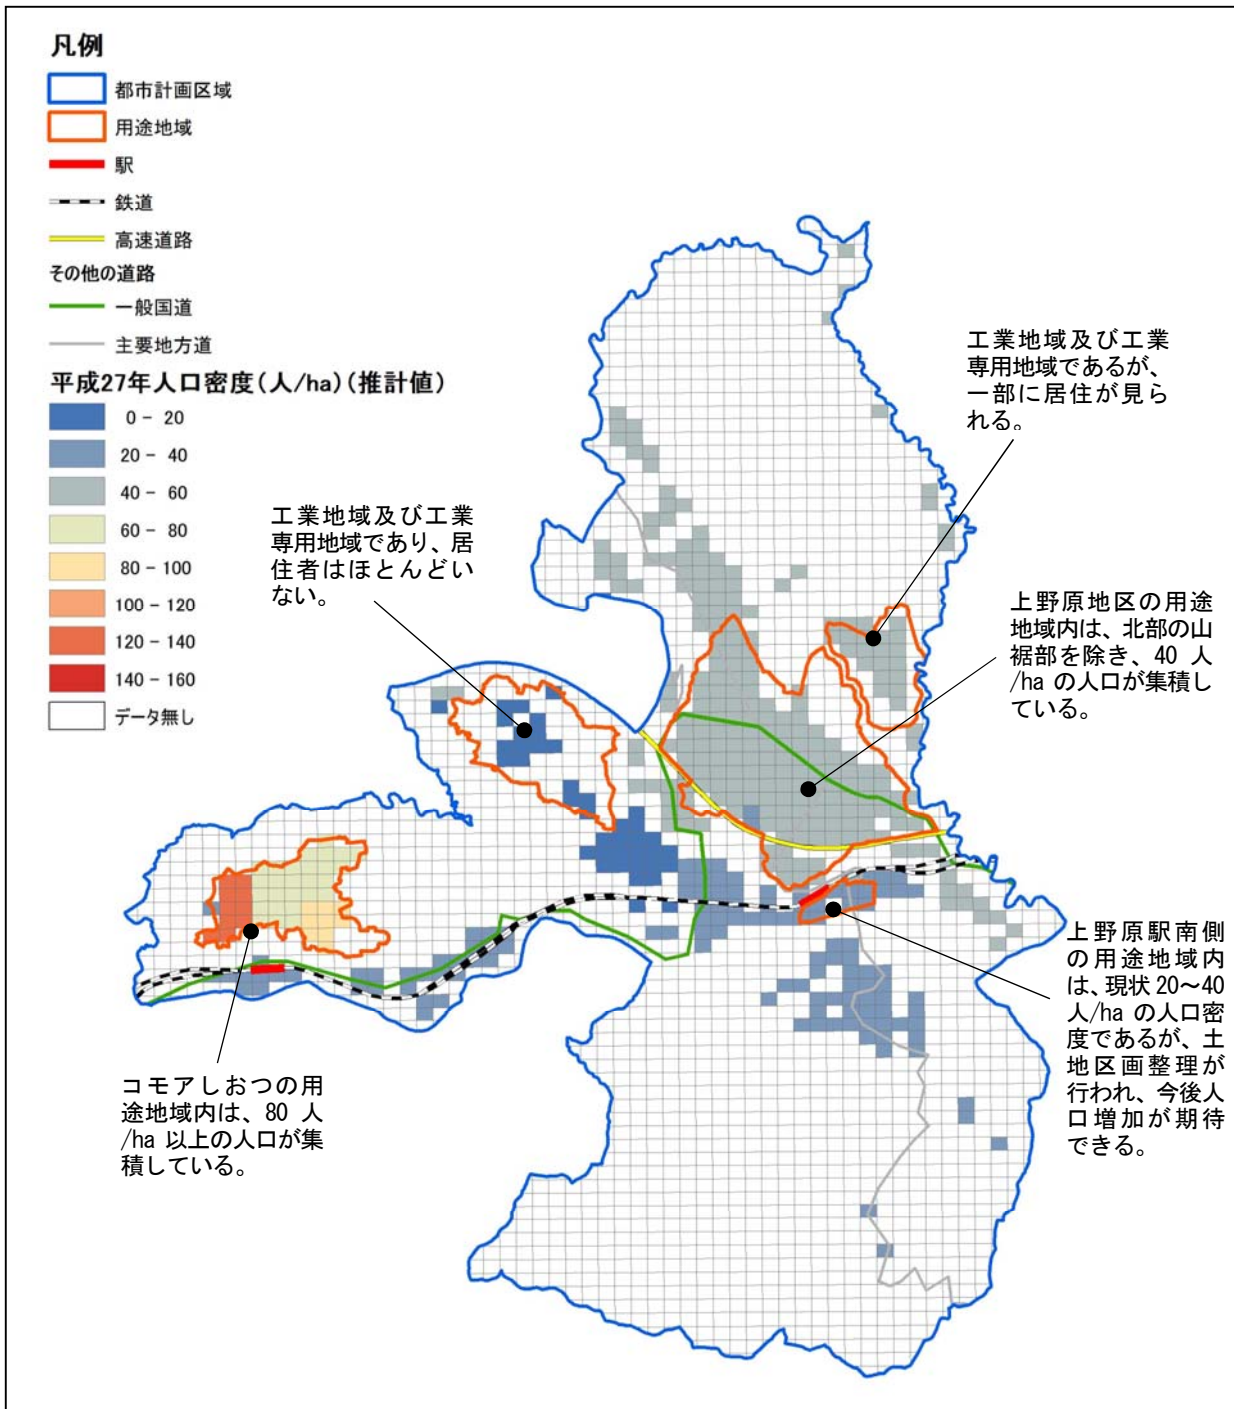 凡例
都市計画区域
用途地域
駅
鉄道
高速道路
その他の道路
一般国道
主要地方道
平成27年人口密度(人/ha)(推計値)
0 - 20
20 - 40
40 - 60
60 - 80
80 - 100
100 - 120
120 - 140
140 - 160
データ無し
工業地域及び工業
専用地域であるが、
一部に居住が見ら
れる。
工業地域及び工業
専用地域であり、居
住者はほとんどい
ない。
上野原地区の用途
地域内は、北部の山
裾部を除き、40 人
/ha の人口が集積し
ている。
上野原駅南側
の用途地域内
は、現状 20～40
人/ha の人口密
度であるが、土
地区画整理が
行われ、今後人
口増加が期待
できる。
コモアしおつの用
途地域内は、80 人
/ha 以上の人口が集
積している。